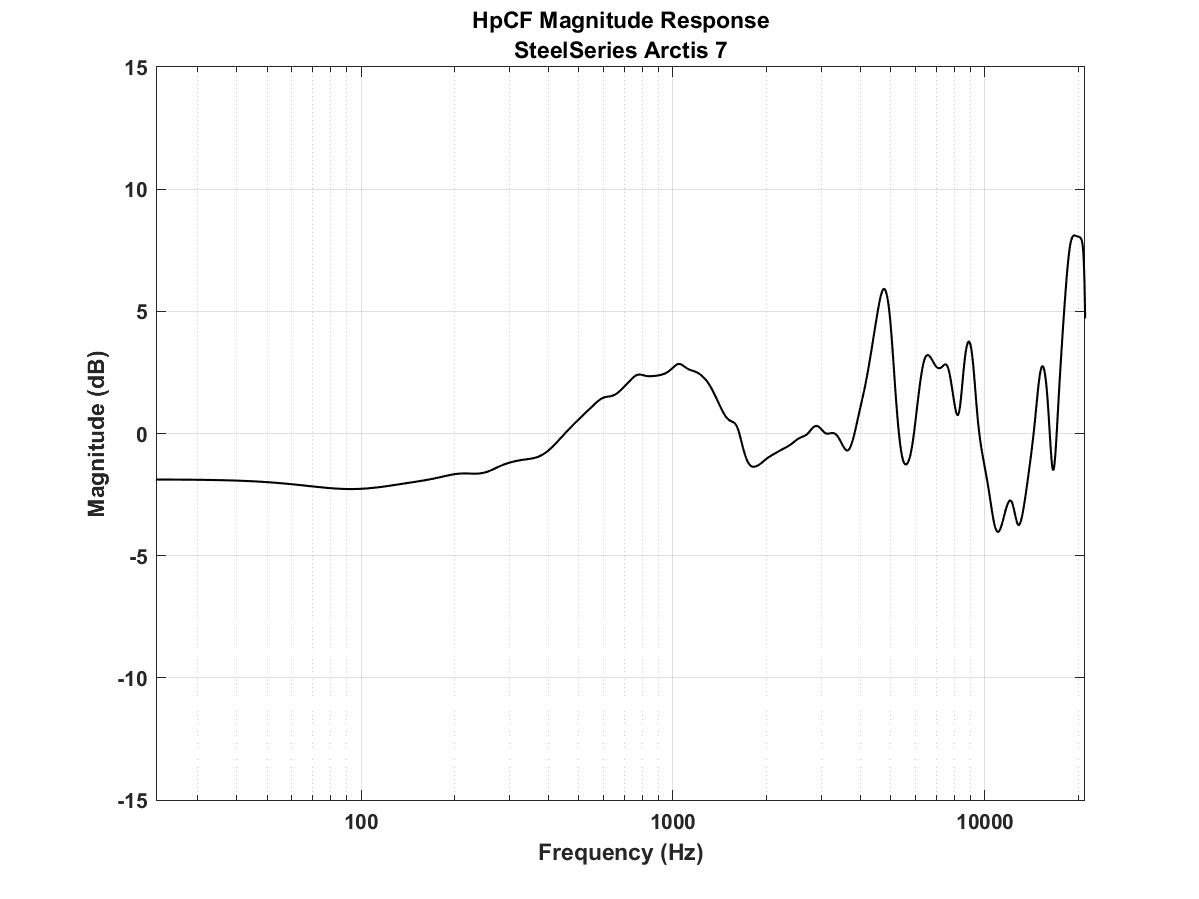 HpCF Magnitude Response
SteelSeries Arctis 7
15
10
5
0
-5
-10
-15
Magnitude (dB)
100
1000
10000
Frequency (Hz)